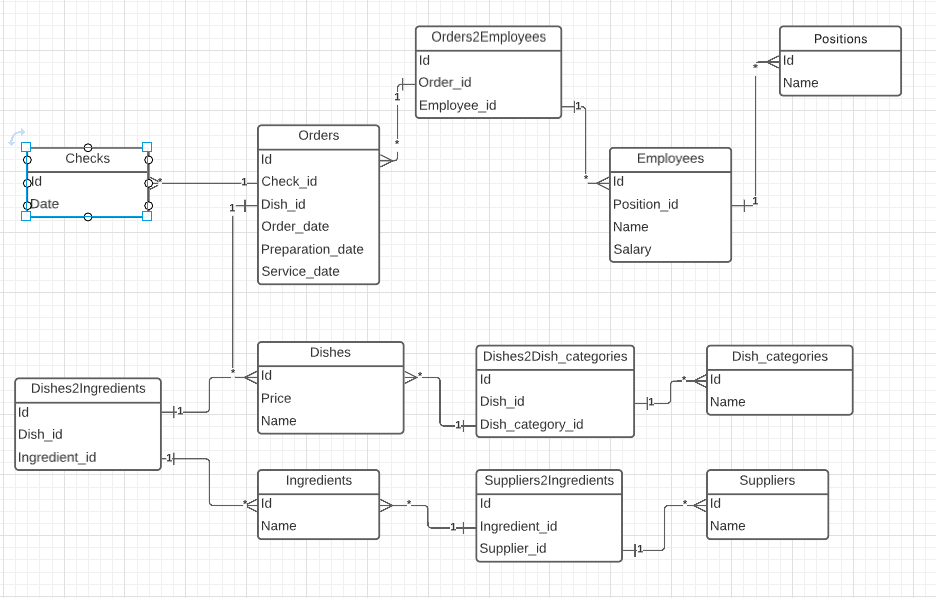 Orders2Employees
Id
Order_id
Employee_id
1
*
1
*
Positions
Id
Name
*
1
Checks
Id
Date
*
1
Orders
Id
Check_id
Dish_id
Order_date
Preparation_date
Service_date
1
*
Employees
Id
Position_id
Name
Salary
Dishes2Ingredients
Id
Dish_id
Ingredient_id
1
1
*
Dishes
Id
Price
Name
*
1
Dishes2Dish_categories
Id
Dish_id
Dish_category_id
1
*
Dish_categories
Id
Name
Ingredients
Id
Name
*
1
Suppliers2Ingredients
Id
Ingredient_id
Supplier_id
1
*
Suppliers
Id
Name